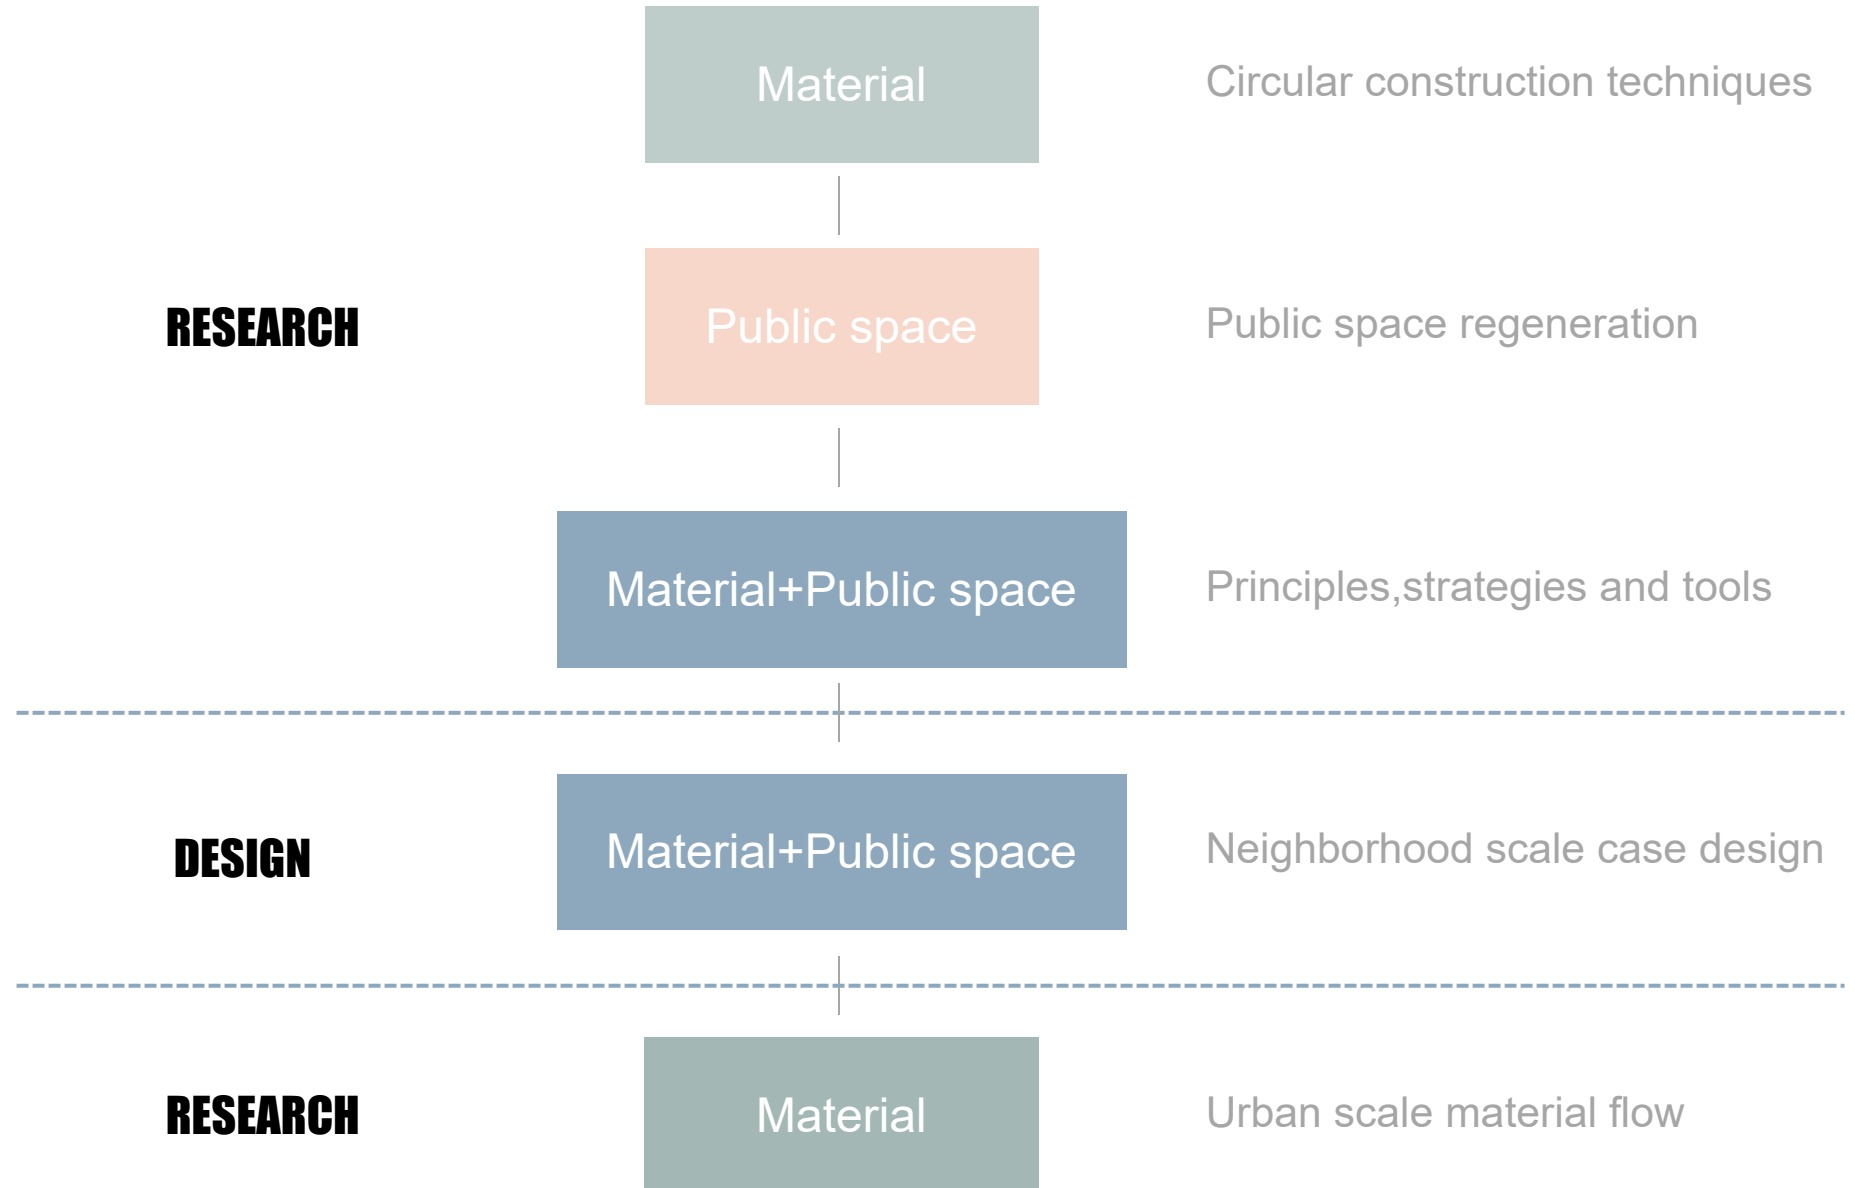 Material
Circular construction techniques
RESEARCH
Public space
Public space regeneration
Material+Public space
Principles,strategies and tools
DESIGN
Material+Public space
Neighborhood scale case design
RESEARCH
Material
Urban scale material flow